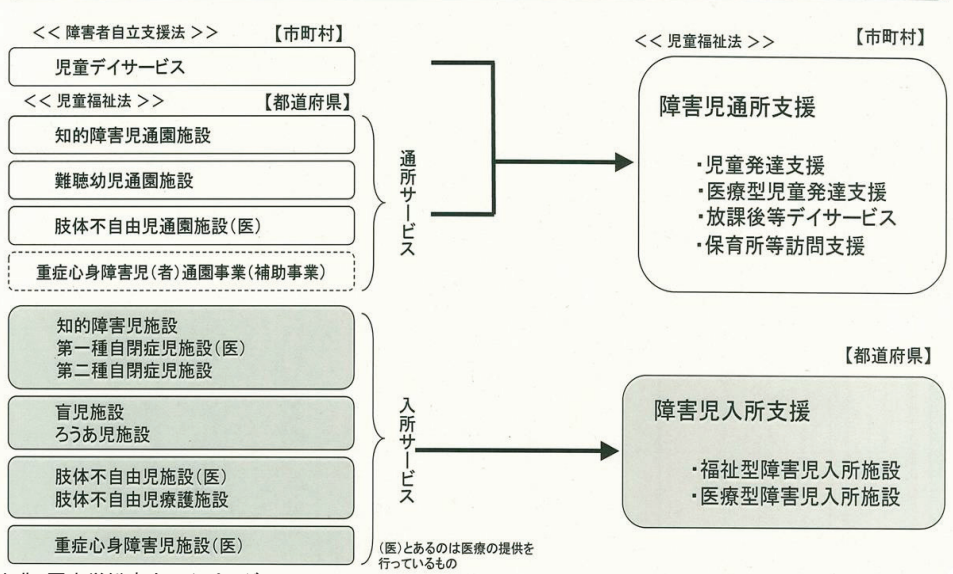 << 障害者自立支援法 >> 【市町村】
児童デイサービス
<< 児童福祉法 >> 【都道府県】
知的障害児通園施設
難聴幼児通園施設
肢体不自由児通園施設(医)
重症心身障害児(者)通園事業(補助事業)
通所サービス
知的障害児施設
第一種自閉症児施設(医)
第二種自閉症児施設
盲児施設
ろうあ児施設
肢体不自由児施設(医)
肢体不自由児療護施設
重症心身障害児施設(医)
入所サービス
(医)とあるのは医療の提供を
行っているもの
<< 児童福祉法 >> 【市町村】
障害児通所支援
・児童発達支援
・医療型児童発達支援
・放課後等デイサービス
・保育所等訪問支援
【都道府県】
障害児入所支援
・福祉型障害児入所施設
・医療型障害児入所施設